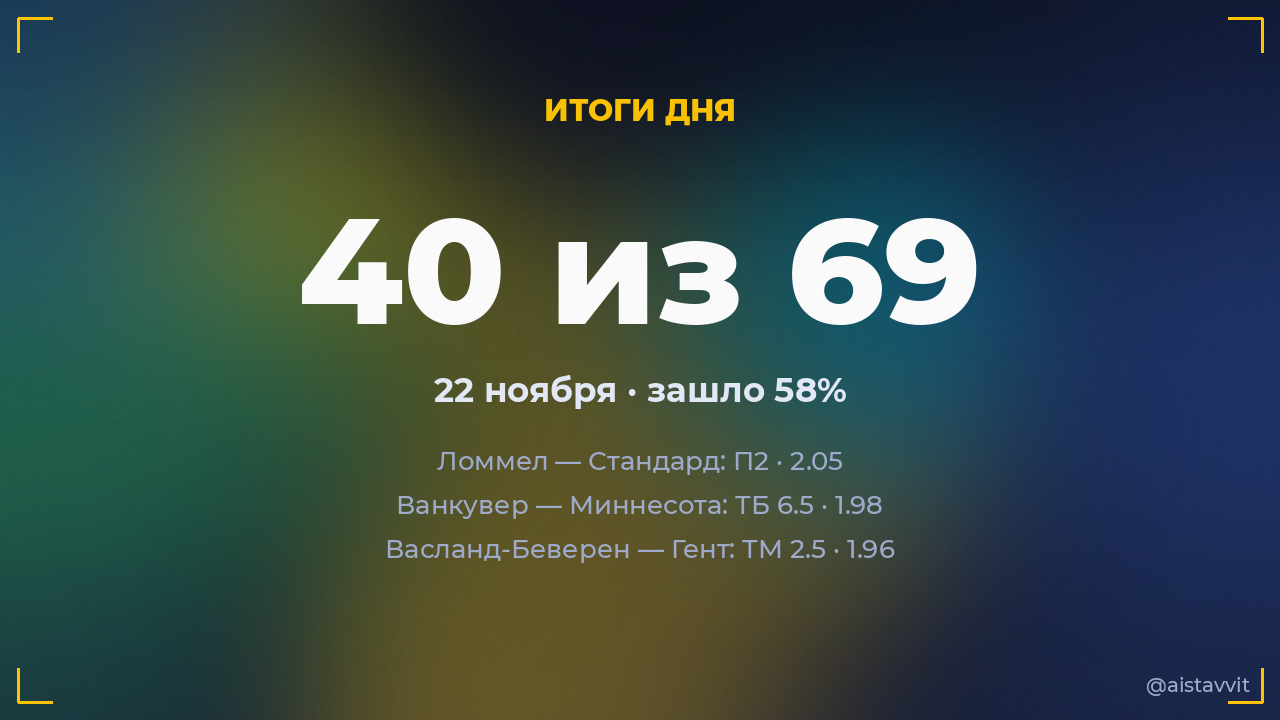 ИТОГИ ДНЯ
40 из 69
22 ноября · зашло 58%
Ломмел — Стандард: П2 · 2.05
Ванкувер — Миннесота: ТБ 6.5 · 1.98
Васланд-Беверен — Гент: ТМ 2.5 · 1.96
@aistavvit